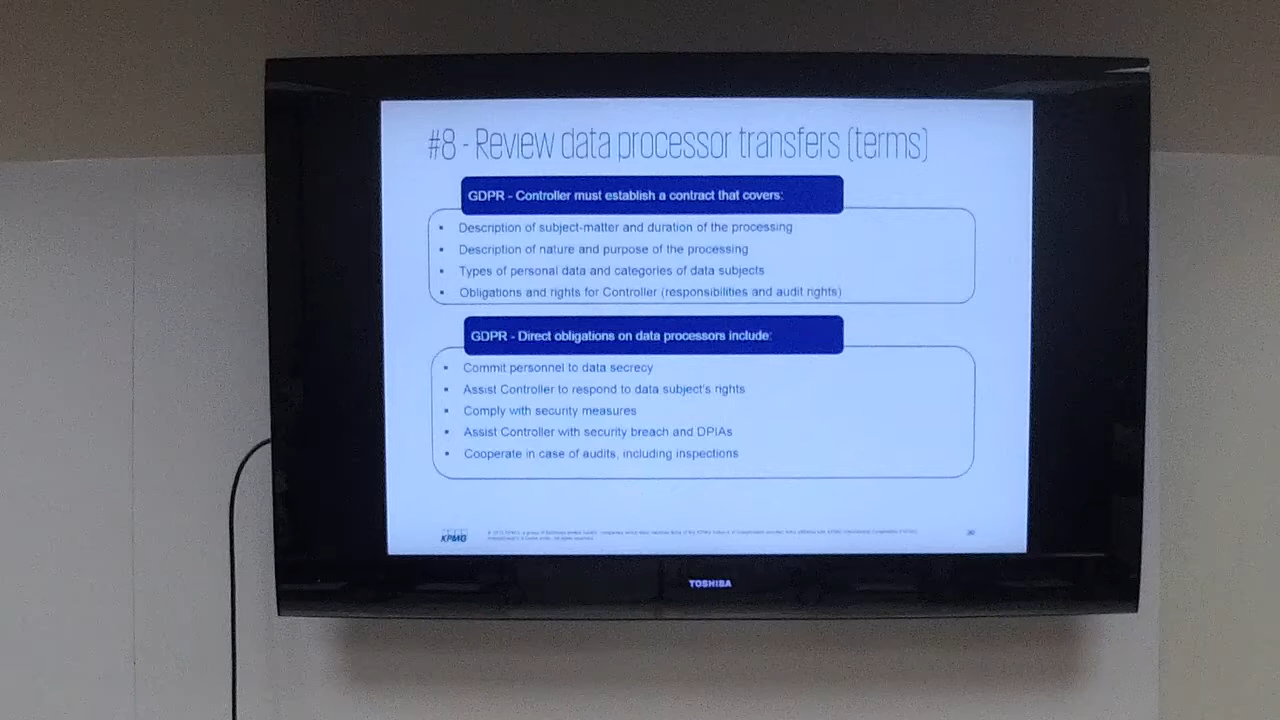 #8 - Review data processor transfers (terms)
GDPR - Controller must establish a contract that covers:
▪ Description of subject-matter and duration of the processing
▪ Description of nature and purpose of the processing
▪ Types of personal data and categories of data subjects
▪ Obligations and rights for Controller (responsibilities and audit rights)
GDPR - Direct obligations on data processors include:
▪ Commit personnel to data secrecy
▪ Assist Controller to respond to data subject's rights
▪ Comply with security measures
▪ Assist Controller with security breach and DPIAs
▪ Cooperate in case of audits, including inspections
KPMG
TOSHIBA